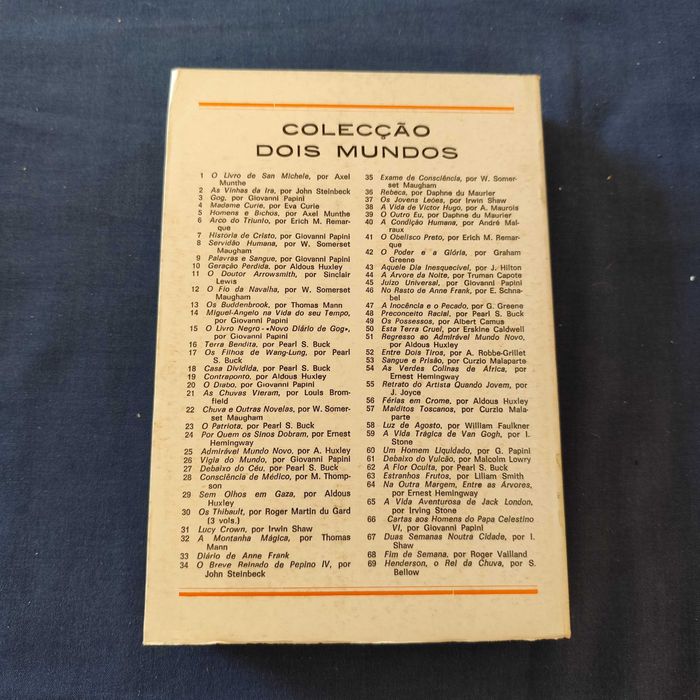 COLECÇÃO
DOIS MUNDOS
1 O Livro de San Michele, por Axel
Munthe
2 As Vinhas da Ira, por John Steinbeck
3 Gog, por Giovanni Papini
4 Madame Curie, por Eva Curie
5 Homens e Bichos, por Axel Munthe
6 Arco do Triunfo, por Erich M. Remar-
que
7 História de Cristo, por Giovanni Papini
8 Servidão Humana, por W. Somerset
Maugham
9 Palavras e Sangue, por Giovanni Papini
10 Geração Perdida, por Aldous Huxley
11 O Doutor Arrowsmith, por Sinclair
Lewis
12 O Fio da Navalha, por W. Somerset
Maugham
13 Os Buddenbrook, por Thomas Mann
14 Miguel-Angelo na Vida do seu Tempo,
por Giovanni Papini
15 O Livro Negro - «Novo Diário de Gog»,
por Giovanni Papini
16 Terra Bendita, por Pearl S. Buck
17 Os Filhos de Wang-Lung, por Pearl
S. Buck
18 Casa Dividida, por Pearl S. Buck
19 Contraponto, por Aldous Huxley
20 O Diabo, por Giovanni Papini
21 As Chuvas Vieram, por Louis Brom-
field
22 Chuva e Outras Novelas, por W. Somer-
set Maugham
23 O Patriota, por Pearl S. Buck
24 Por Quem os Sinos Dobram, por Ernest
Hemingway
25 Admirável Mundo Novo, por A. Huxley
26 Vigia do Mundo, por Giovanni Papini
27 Debaixo do Céu, por Pearl S. Buck
28 Consciência de Médico, por M. Thomp-
son
29 Sem Olhos em Gaza, por Aldous
Huxley
30 Os Thibault, por Roger Martin du Gard
(3 vols.)
31 Lucy Crown, por Irwin Shaw
32 A Montanha Mágica, por Thomas
Mann
33 Diário de Anne Frank
34 O Breve Reinado de Pepino IV, por
John Steinbeck
35 Exame de Consciência, por W. Somer-
set Maugham
36 Rebeca, por Daphne du Maurier
37 Os Jovens Leões, por Irwin Shaw
38 A Vida de Victor Hugo, por A. Maurois
39 O Outro Eu, por Daphne du Maurier
40 A Condição Humana, por André Mal-
raux
41 O Obelisco Preto, por Erich M. Remar-
que
42 O Poder e a Glória, por Graham
Greene
43 Aquele Dia Inesquecível, por J. Hilton
44 A Árvore da Noite, por Truman Capote
45 Juízo Universal, por Giovanni Papini
46 No Rasto de Anne Frank, por E. Schna-
bel
47 A Inocência e o Pecado, por G. Greene
48 Preconceito Racial, por Pearl S. Buck
49 Os Possessos, por Albert Camus
50 Esta Terra Cruel, por Erskine Caldwell
51 Regresso ao Admirável Mundo Novo,
por Aldous Huxley
52 Entre Dois Tiros, por A. Robbe-Grillet
53 Sangue e Prisão, por Curzio Malaparte
54 As Verdes Colinas de África, por
Ernest Hemingway
55 Retrato do Artista Quando Jovem, por
J. Joyce
56 Férias em Crome, por Aldous Huxley
57 Malditos Toscanos, por Curzio Mala-
parte
58 Luz de Agosto, por William Faulkner
59 A Vida Trágica de Van Gogh, por I.
Stone
60 Um Homem Liquidado, por G. Papini
61 Debaixo do Vulcão, por Malcolm Lowry
62 A Flor Oculta, por Pearl S. Buck
63 Estranhos Frutos, por Liliam Smith
64 Na Outra Margem, Entre as Árvores,
por Ernest Hemingway
65 A Vida Aventurosa de Jack London,
por Irving Stone
66 Cartas aos Homens do Papa Celestino
VI, por Giovanni Papini
67 Duas Semanas Noutra Cidade, por I.
Shaw
68 Fim de Semana, por Roger Vailland
69 Henderson, o Rei da Chuva, por S.
Bellow